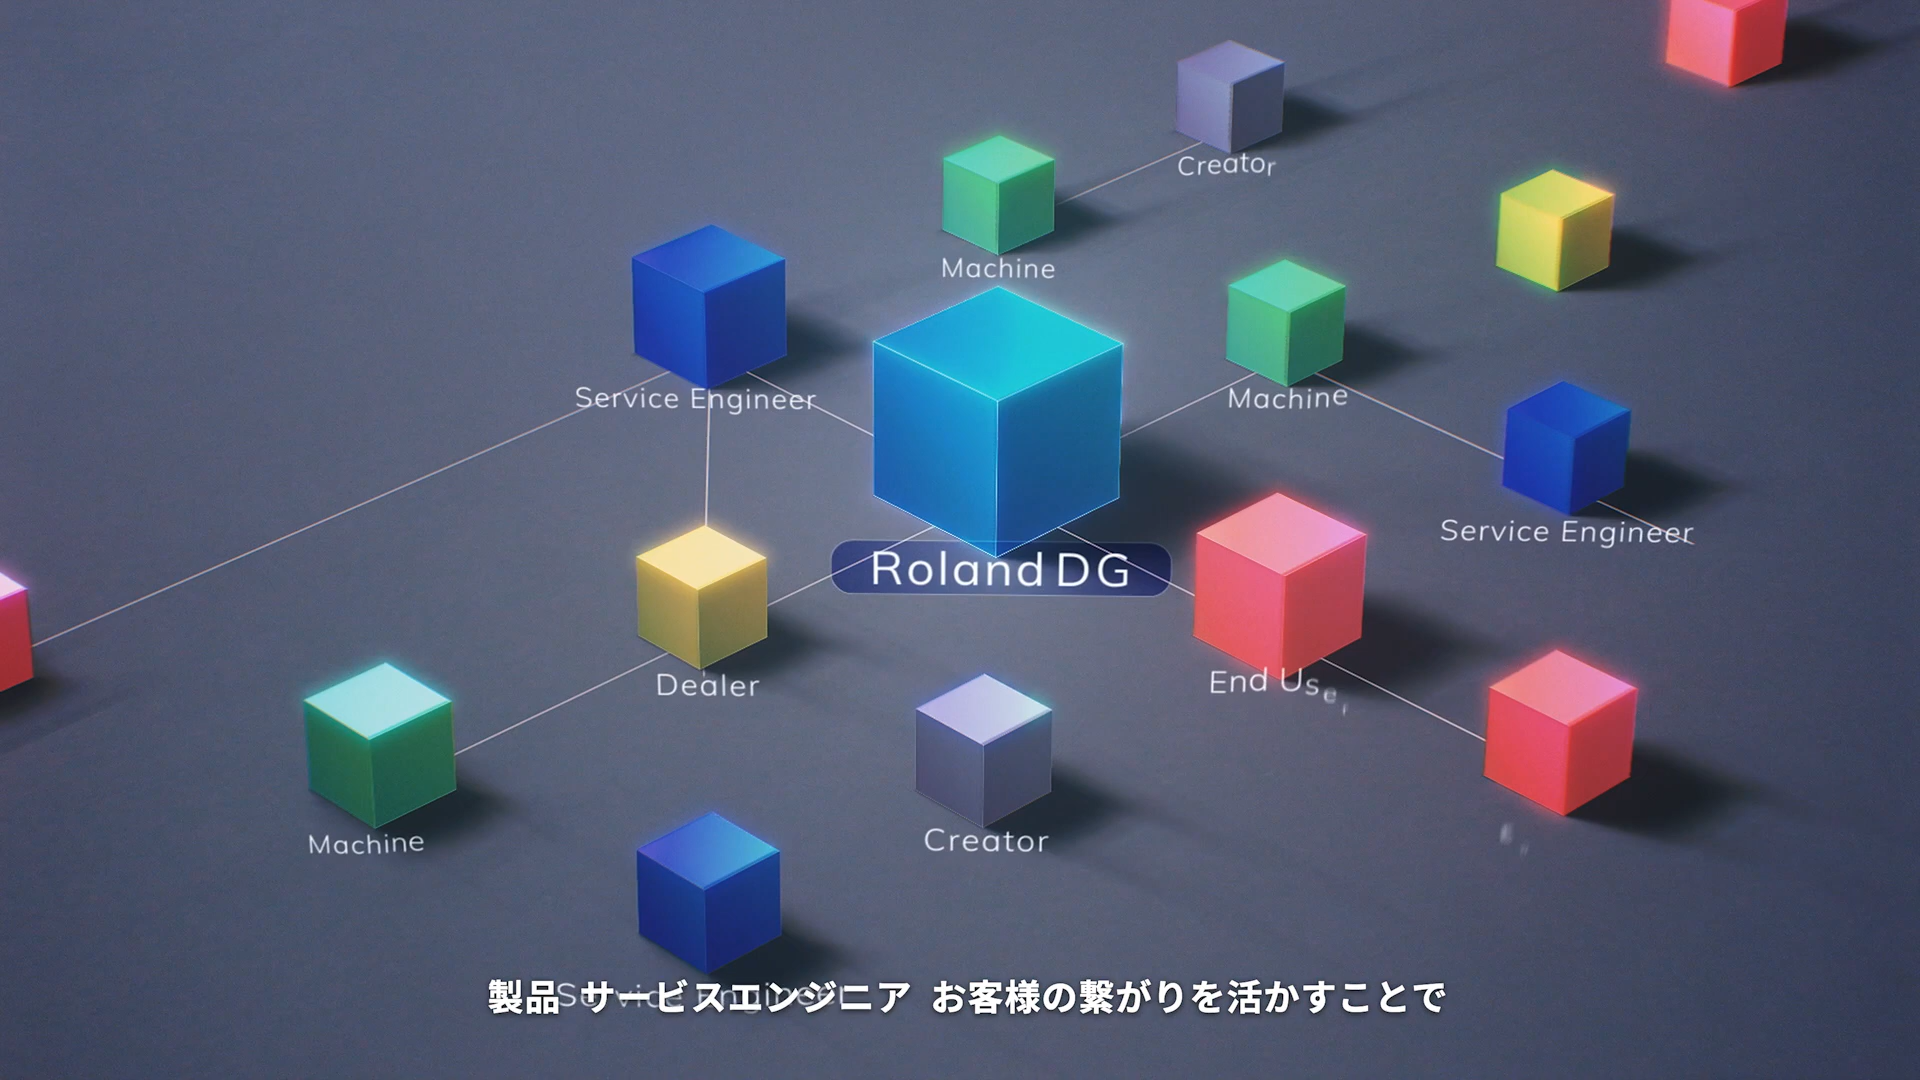 Creator
Machine
Service Engineer
Machine
Service Engineer
Roland DG
Dealer
End Use
Machine
Creator
Service Engineer
製品 サービスエンジニア お客様の繋がりを活かすことで